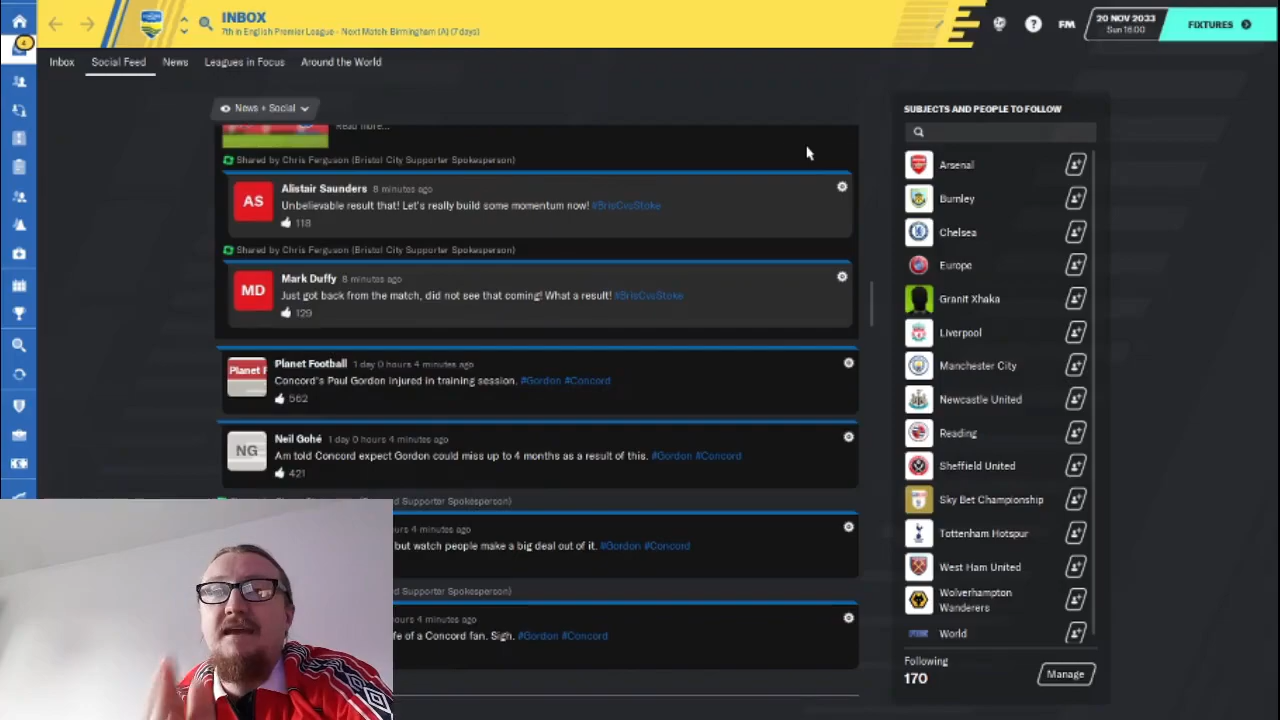 INBOX
7th in English Premier League - Next Match: Birmingham (A) (7 days)
FM
20 NOV 2033
Sun 16:00
FIXTURES
4
Inbox
Social Feed
News
Leagues in Focus
Around the World
News + Social
Read more...
Shared by Chris Ferguson (Bristol City Supporter Spokesperson)
AS
Alistair Saunders 8 minutes ago
Unbelievable result that! Let's really build some momentum now! #BrisCvsStoke
118
Shared by Chris Ferguson (Bristol City Supporter Spokesperson)
MD
Mark Duffy 8 minutes ago
Just got back from the match, did not see that coming! What a result! #BrisCvsStoke
129
Planet F
Planet Football 1 day 0 hours 4 minutes ago
Concord's Paul Gordon injured in training session. #Gordon #Concord
562
NG
Neil Gohé 1 day 0 hours 4 minutes ago
Am told Concord expect Gordon could miss up to 4 months as a result of this. #Gordon #Concord
421
Supporter Spokesperson)
4 minutes ago
but watch people make a big deal out of it. #Gordon #Concord
Supporter Spokesperson)
4 minutes ago
of a Concord fan. Sigh. #Gordon #Concord
SUBJECTS AND PEOPLE TO FOLLOW
Arsenal
Burnley
Chelsea
Europe
Granit Xhaka
Liverpool
Manchester City
Newcastle United
Reading
Sheffield United
Sky Bet Championship
Tottenham Hotspur
West Ham United
Wolverhampton
Wanderers
World
Following
170
Manage